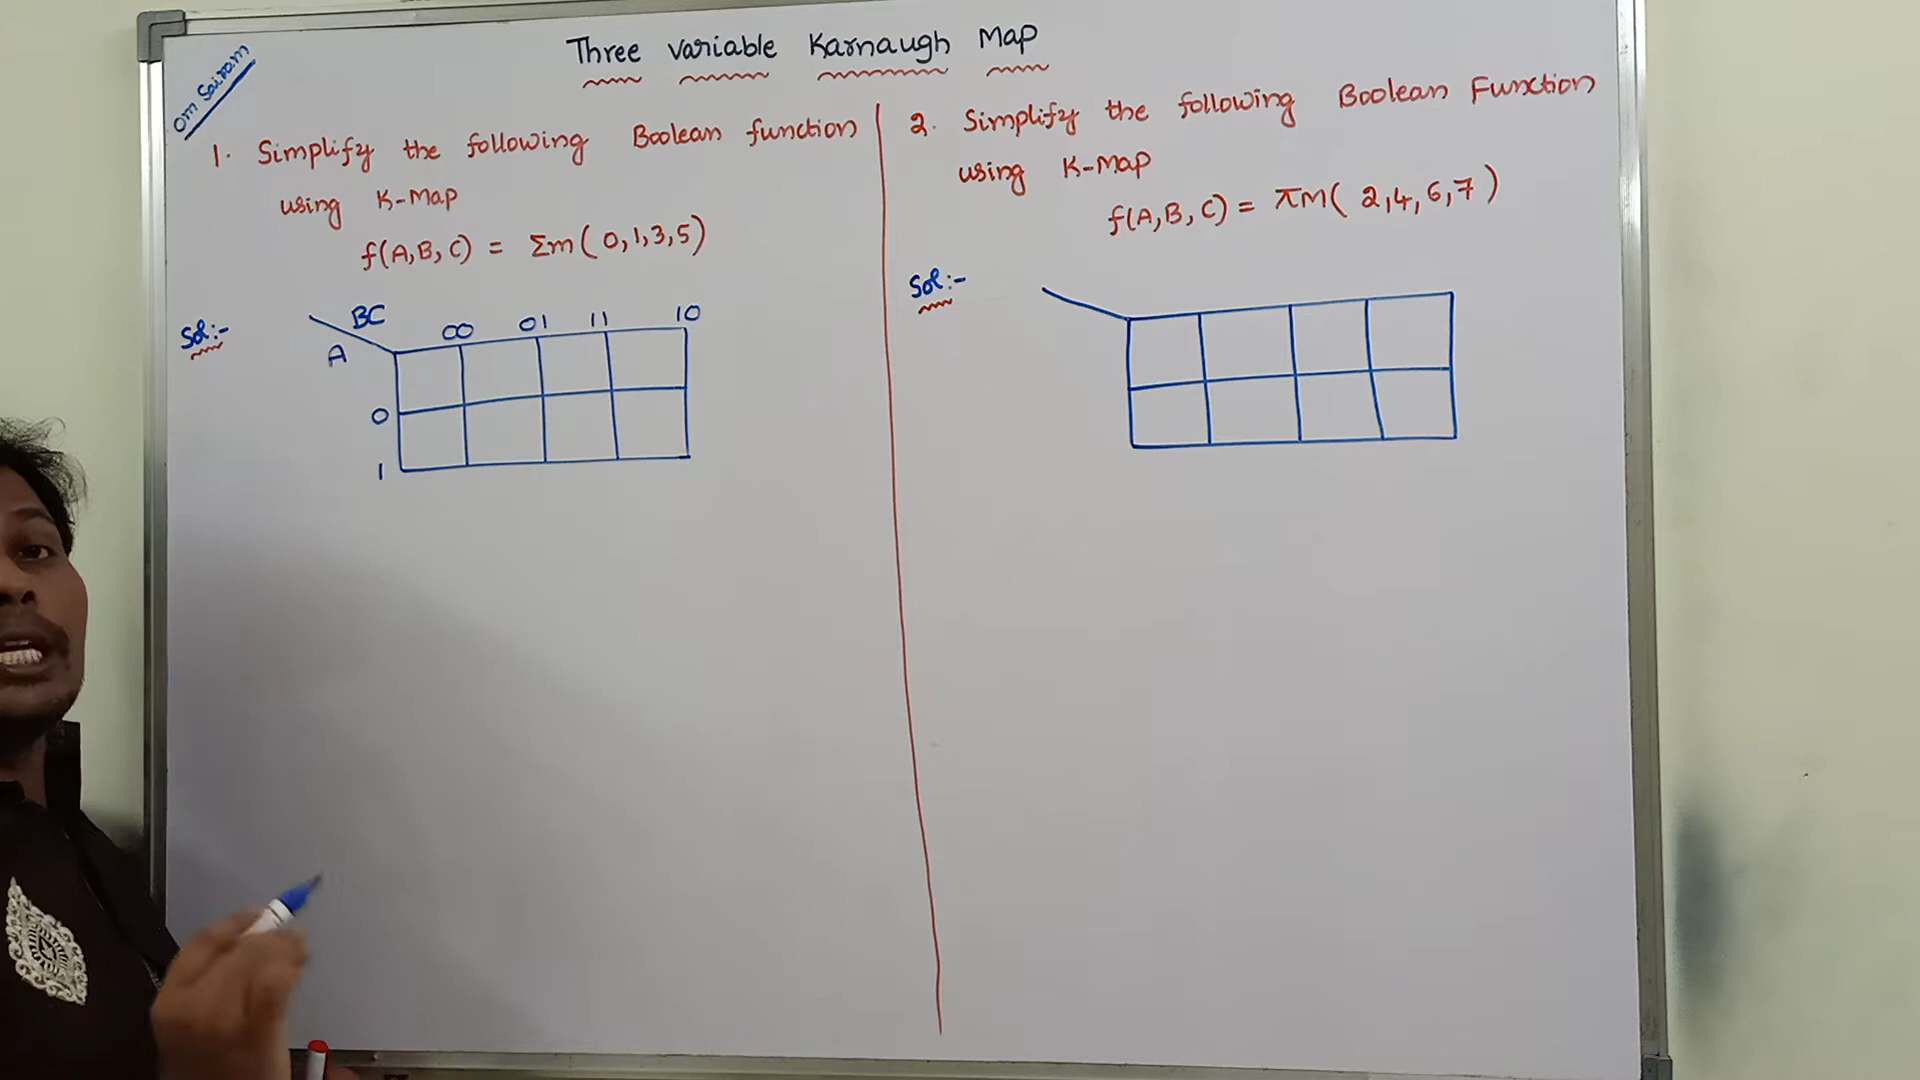 Three Variable Karnaugh Map
Om Sairam
1. Simplify the following Boolean function
using K-Map
f(A,B,C) = Σm(0,1,3,5)
Sol:-
BC
00 01 11 10
A
0
1
2. Simplify the following Boolean Function
using K-Map
f(A,B,C) = πM(2,4,6,7)
Sol:-